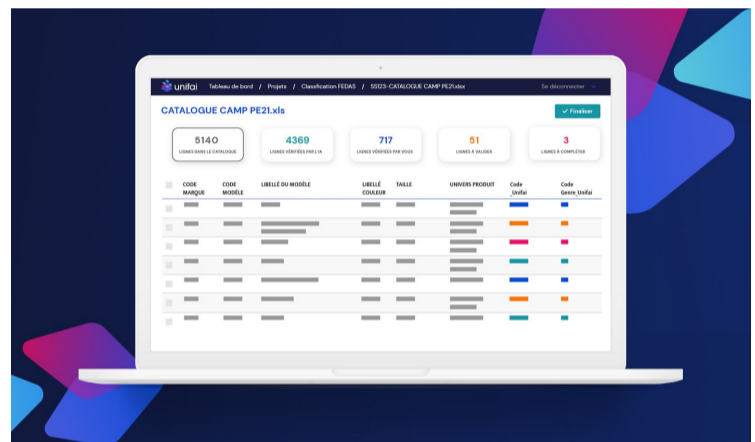 unifai Tableau de bord / Projets / Classification FEDAS / SS123-CATALOGUE CAMP PE21.xlsx Se déconnecter
CATALOGUE CAMP PE21.xls
Finaliser
5140 4369 717 51 3
LIGNES DANS LE CATALOGUE LIGNES VÉRIFIÉES PAR L'IA LIGNES VÉRIFIÉES PAR VOUS LIGNES À VALIDER LIGNES À COMPLÉTER
CODE CODE LIBELLÉ DU MODÈLE LIBELLÉ TAILLE UNIVERS PRODUIT Code Code
MARQUE MODÈLE COULEUR _Unifai Genre_Unifai